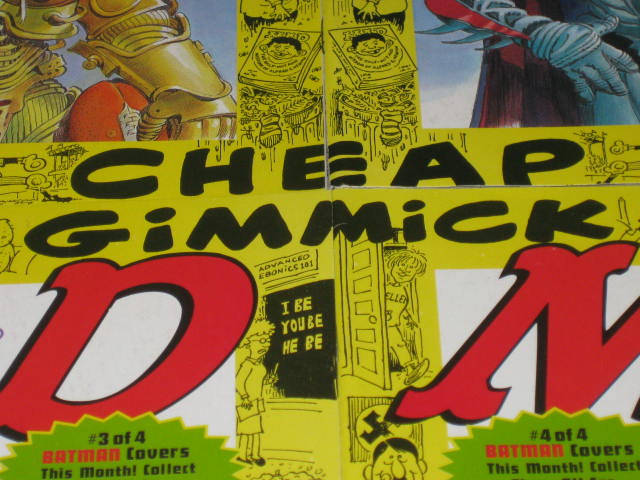 CHEAP
GiMMiCK
ADVANCED
EBONICS 101
I BE
YOU BE
HE BE
D
M
#3 of 4
BATMAN Covers
This Month! Collect
#4 of 4
BATMAN Covers
This Month! Collect